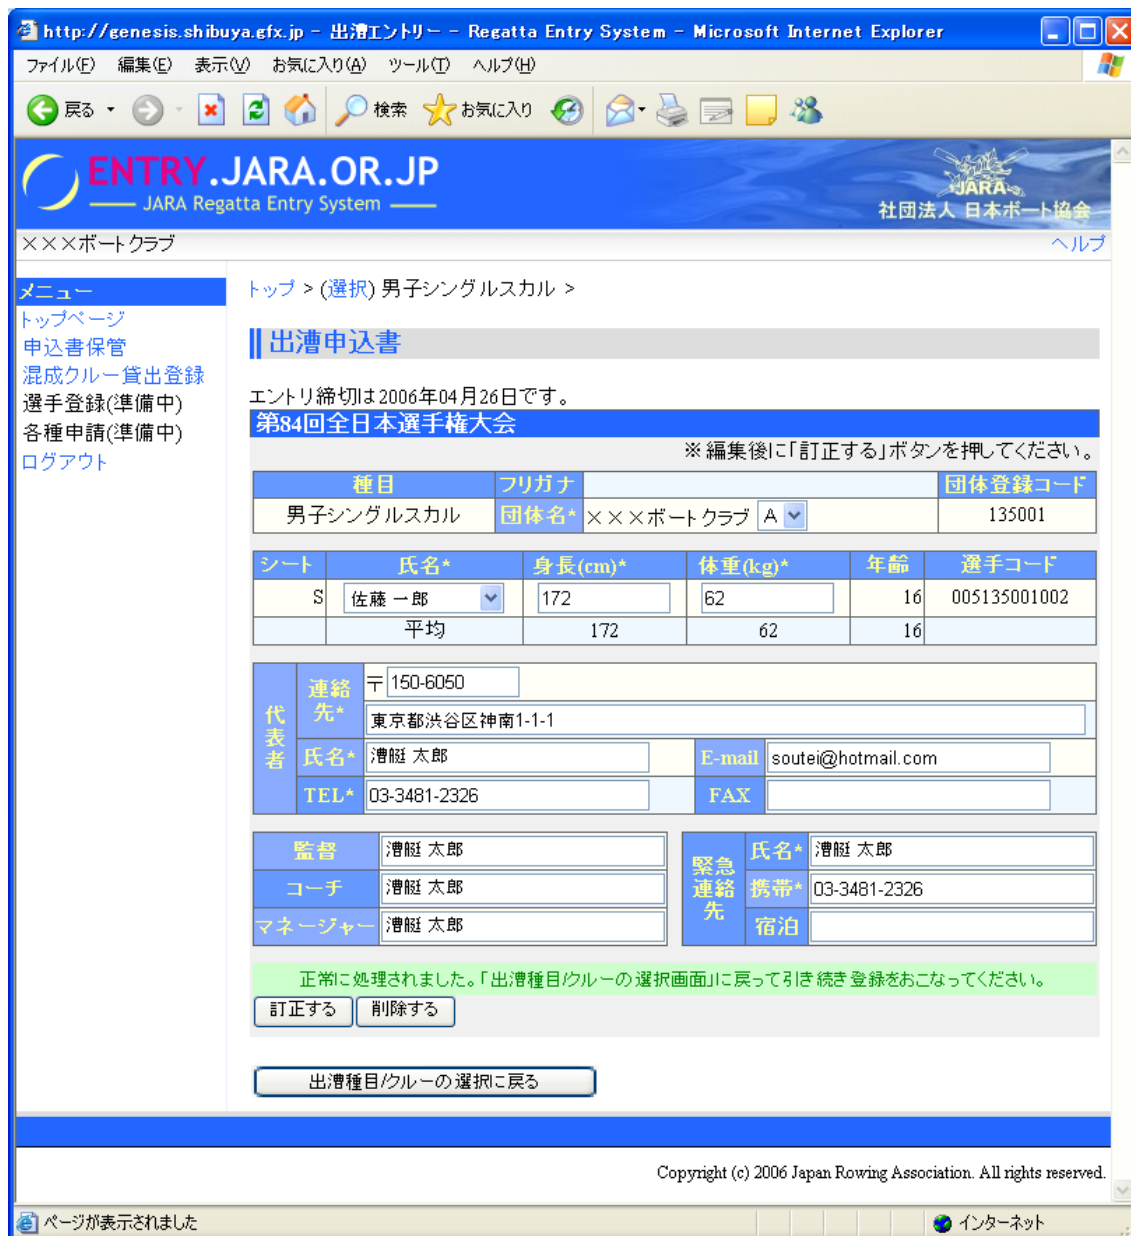 http://genesis.shibuya.gfx.jp - 出漕エントリー - Regatta Entry System - Microsoft Internet Explorer
ファイル(F) 編集(E) 表示(V) お気に入り(A) ツール(T) ヘルプ(H)
戻る 検索 お気に入り
ENTRY.JARA.OR.JP
JARA Regatta Entry System
JARA
社団法人 日本ボート協会
×××ボートクラブ ヘルプ
メニュー
トップページ
申込書保管
混成クルー貸出登録
選手登録(準備中)
各種申請(準備中)
ログアウト
トップ > (選択) 男子シングルスカル >
出漕申込書
エントリ締切は2006年04月26日です。
第84回全日本選手権大会
※編集後に「訂正する」ボタンを押してください。
種目 フリガナ 団体登録コード
男子シングルスカル 団体名* ×××ボートクラブ A 135001
シート 氏名* 身長(cm)* 体重(kg)* 年齢 選手コード
S 佐藤 一郎 172 62 16 005135001002
平均 172 62 16
代表者 連絡先* 〒 150-6050
東京都渋谷区神南1-1-1
氏名* 漕艇 太郎 E-mail soutei@hotmail.com
TEL* 03-3481-2326 FAX
監督 漕艇 太郎
コーチ 漕艇 太郎
マネージャー 漕艇 太郎
緊急連絡先 氏名* 漕艇 太郎
携帯* 03-3481-2326
宿泊
正常に処理されました。「出漕種目/クルーの選択画面」に戻って引き続き登録をおこなってください。
訂正する 削除する
出漕種目/クルーの選択に戻る
Copyright (c) 2006 Japan Rowing Association. All rights reserved.
ページが表示されました インターネット